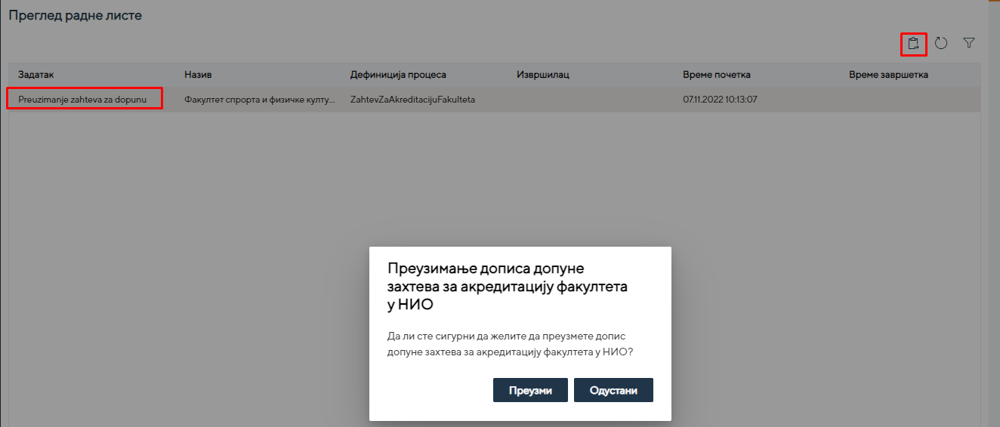 Преглед радне листе
Задатак Назив Дефиниција процеса Извршилац Време почетка Време завршетка
Preuzimanje zahteva za dopunu Факултет спрорта и физичке култу... ZahtevZaAkreditacijuFakulteta 07.11.2022 10:13:07
Преузимање дописа допуне
захтева за акредитацију факултета
у НИО
Да ли сте сигурни да желите да преузмете допис
допуне захтева за акредитацију факултета у НИО?
Преузми Одустани